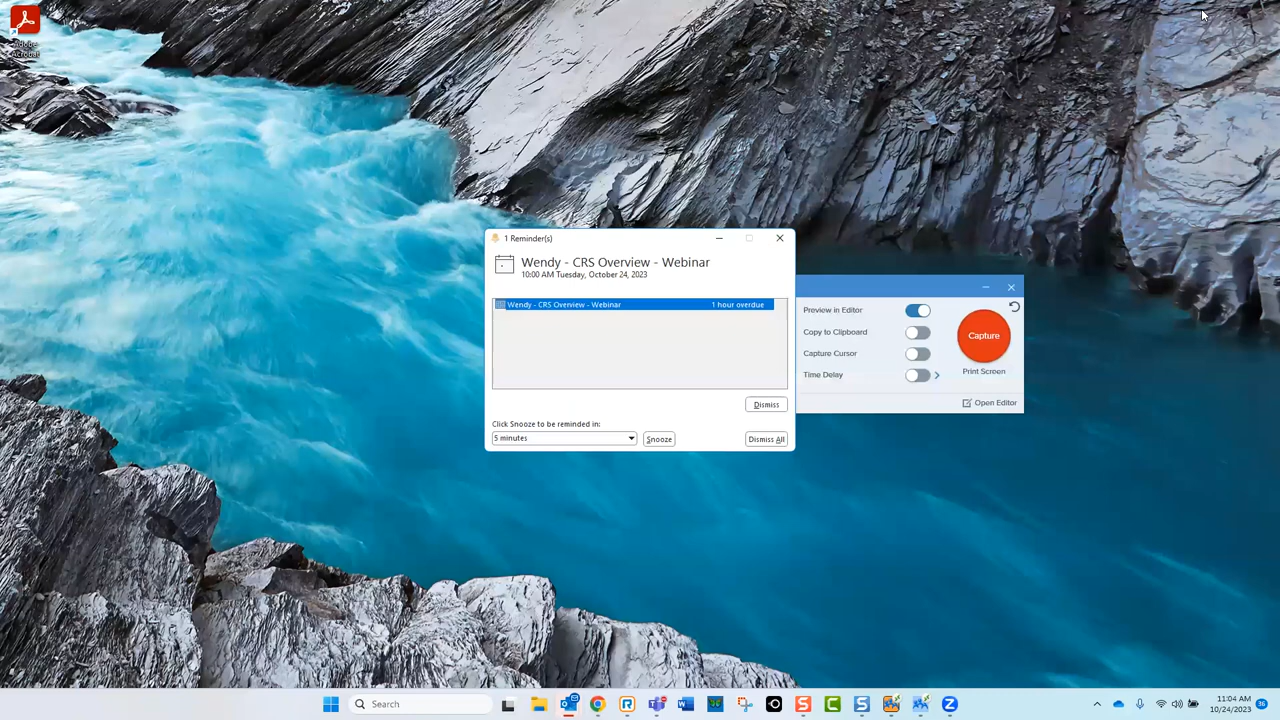 Adobe
Acrobat
1 Reminder(s)
Wendy - CRS Overview - Webinar
10:00 AM Tuesday, October 24, 2023
Wendy - CRS Overview - Webinar 1 hour overdue
Dismiss
Click Snooze to be reminded in:
5 minutes
Snooze
Dismiss All
Preview in Editor
Copy to Clipboard
Capture Cursor
Time Delay
Capture
Print Screen
Open Editor
Search
11:04 AM
10/24/2023
36